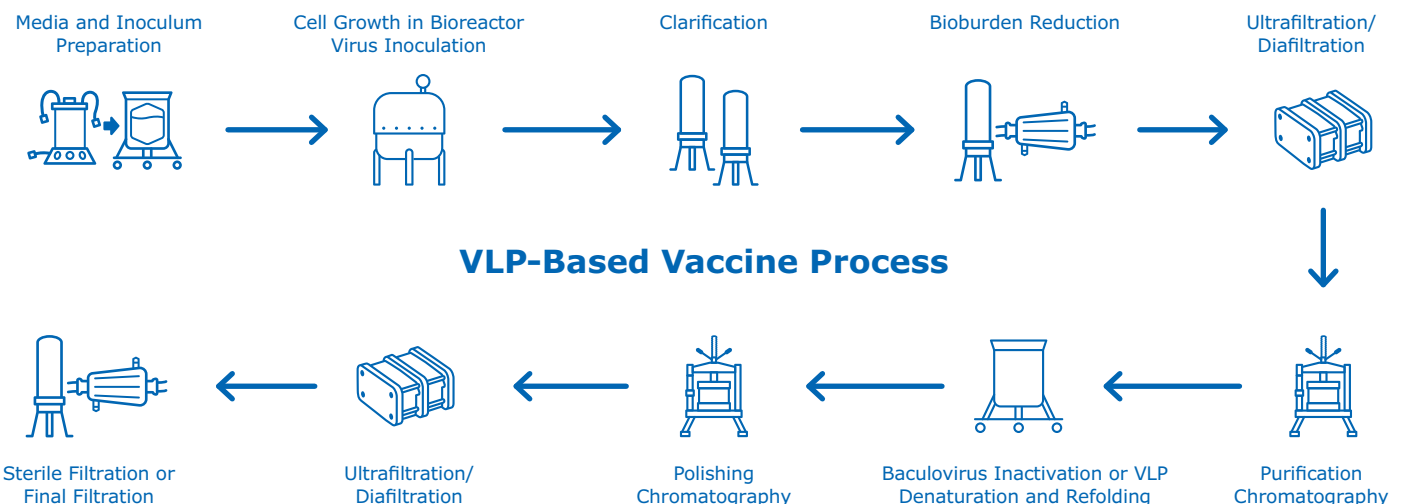 Media and Inoculum
Preparation
Cell Growth in Bioreactor
Virus Inoculation
Clarification
Bioburden Reduction
Ultrafiltration/
Diafiltration
VLP-Based Vaccine Process
Sterile Filtration or
Final Filtration
Ultrafiltration/
Diafiltration
Polishing
Chromatography
Baculovirus Inactivation or VLP
Denaturation and Refolding
Purification
Chromatography